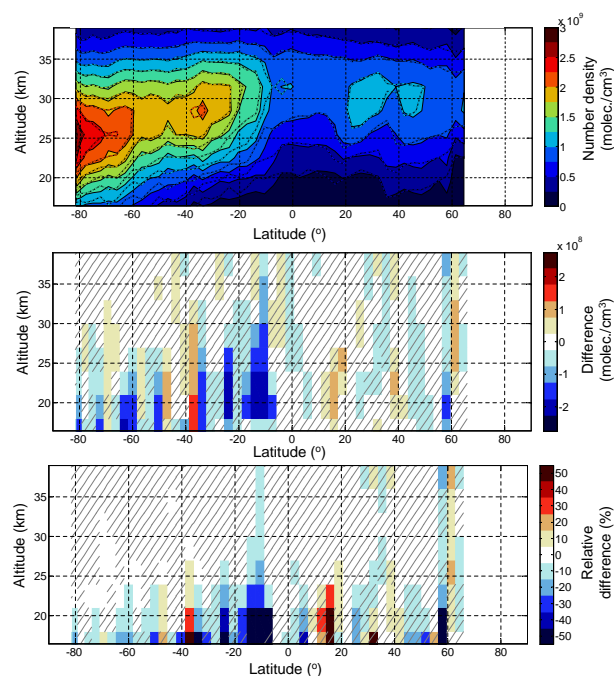 x 10^9
35
30
25
20
Altitude (km)
-80 -60 -40 -20 0 20 40 60 80
Latitude (°)
3
2.5
2
1.5
1
0.5
0
Number density
(molec./cm³)
x 10^8
35
30
25
20
Altitude (km)
-80 -60 -40 -20 0 20 40 60 80
Latitude (°)
2
1
0
-1
-2
Difference
(molec./cm³)
35
30
25
20
Altitude (km)
-80 -60 -40 -20 0 20 40 60 80
Latitude (°)
50
40
30
20
10
0
-10
-20
-30
-40
-50
Relative
difference (%)